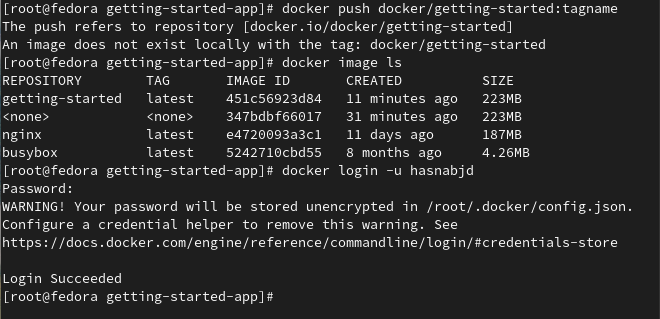 [root@fedora getting-started-app]# docker push docker/getting-started:tagname
The push refers to repository [docker.io/docker/getting-started]
An image does not exist locally with the tag: docker/getting-started
[root@fedora getting-started-app]# docker image ls
REPOSITORY        TAG       IMAGE ID       CREATED          SIZE
getting-started   latest    451c56923d84   11 minutes ago   223MB
<none>            <none>    347bdbf66017   31 minutes ago   223MB
nginx             latest    e4720093a3c1   11 days ago      187MB
busybox           latest    5242710cbd55   8 months ago     4.26MB
[root@fedora getting-started-app]# docker login -u hasnabjd
Password:
WARNING! Your password will be stored unencrypted in /root/.docker/config.json.
Configure a credential helper to remove this warning. See
https://docs.docker.com/engine/reference/commandline/login/#credentials-store

Login Succeeded
[root@fedora getting-started-app]#